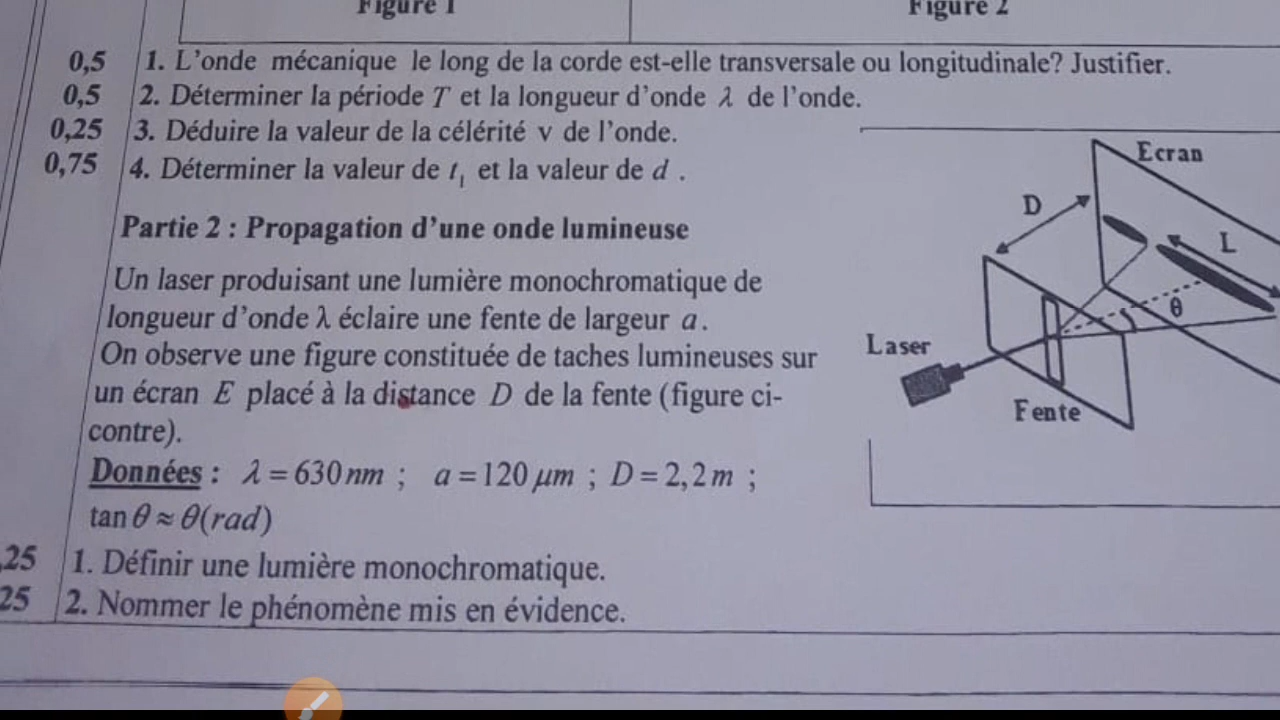 Figure 1
Figure 2
0,5 1. L'onde mécanique le long de la corde est-elle transversale ou longitudinale? Justifier.
0,5 2. Déterminer la période T et la longueur d'onde λ de l'onde.
0,25 3. Déduire la valeur de la célérité v de l'onde.
0,75 4. Déterminer la valeur de t₁ et la valeur de d .
Partie 2 : Propagation d'une onde lumineuse
Un laser produisant une lumière monochromatique de
longueur d'onde λ éclaire une fente de largeur a.
On observe une figure constituée de taches lumineuses sur
un écran E placé à la distance D de la fente (figure ci-
contre).
Données : λ = 630 nm ; a = 120 μm ; D = 2,2 m ;
tan θ ≈ θ(rad)
,25 1. Définir une lumière monochromatique.
25 2. Nommer le phénomène mis en évidence.
Ecran
D
L
θ
Laser
Fente